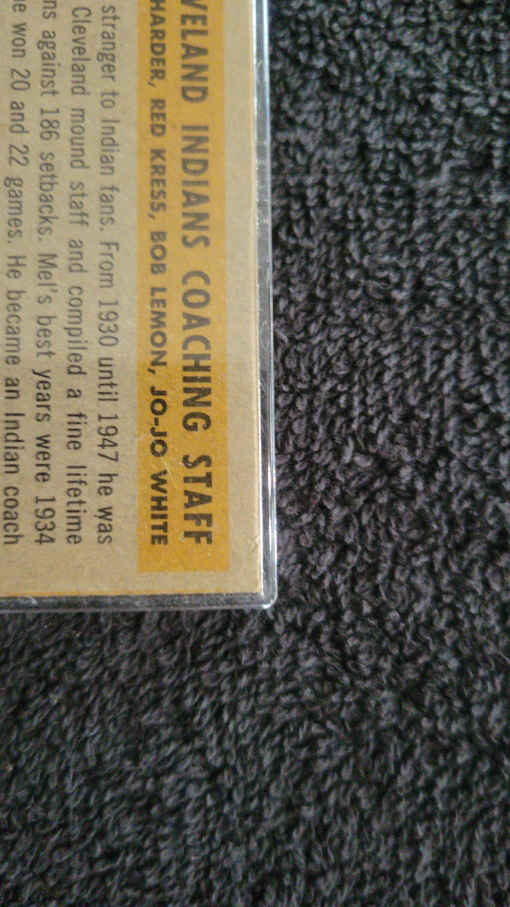 VELAND INDIANS COACHING STAFF
HARDER, RED KRESS, BOB LEMON, JO-JO WHITE
stranger to Indian fans. From 1930 until 1947 he was
Cleveland mound staff and compiled a fine lifetime
ns against 186 setbacks. Mel's best years were 1934
e won 20 and 22 games. He became an Indian coach